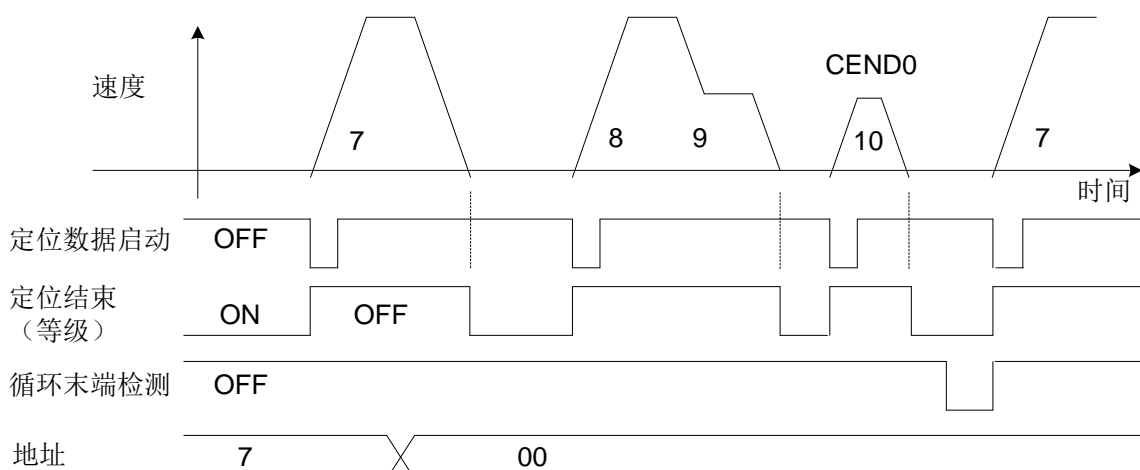 CEND0
速度
7
8
9
10
7
时间
定位数据启动
OFF
定位结束
（等级）
ON
OFF
循环末端检测
OFF
地址
7
00